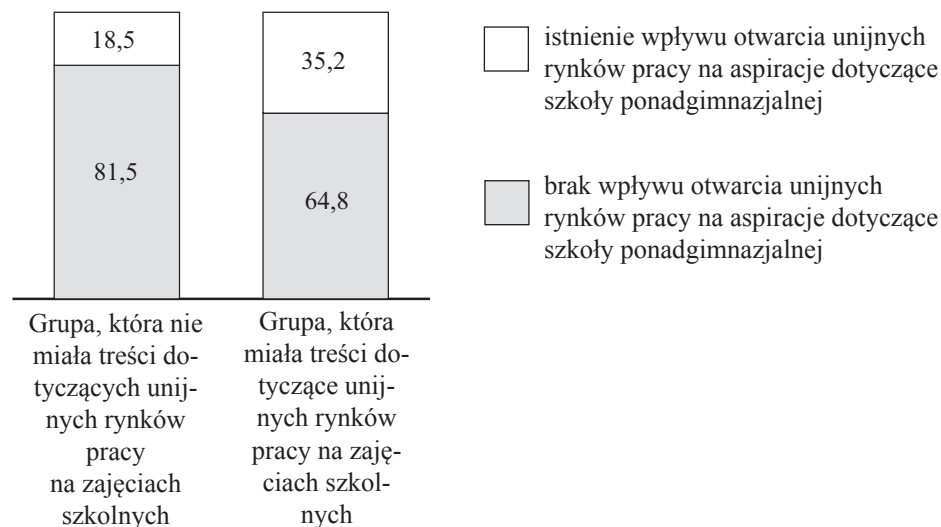 18,5
81,5
35,2
64,8
istnienie wpływu otwarcia unijnych
rynków pracy na aspiracje dotyczące
szkoły ponadgimnazjalnej
brak wpływu otwarcia unijnych
rynków pracy na aspiracje dotyczące
szkoły ponadgimnazjalnej
Grupa, która nie
miała treści do-
tyczących unij-
nych rynków
pracy
na zajęciach
szkolnych
Grupa, która
miała treści do-
tyczące unij-
nych rynków
pracy na zaję-
ciach szkol-
nych